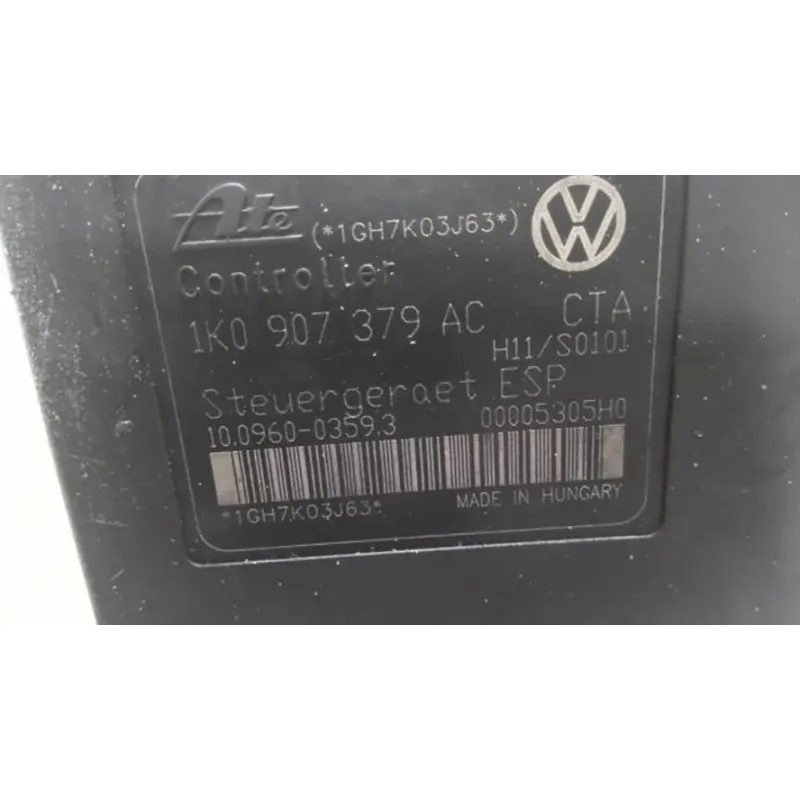 Ate (*1GH7K03J63*) VW
Controller
1K0 907 379 AC CTA
H11/S0101
Steuergeraet ESP
10.0960-0359.3 00005305H0
*1GH7K03J63* MADE IN HUNGARY